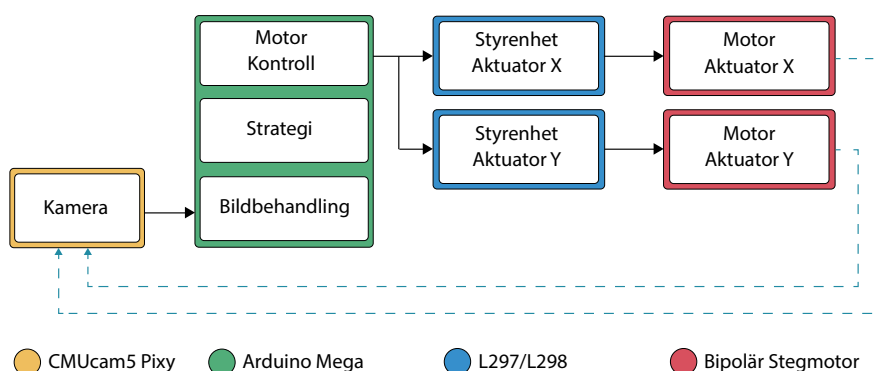 Motor
Kontroll
Strategi
Bildbehandling
Kamera
Styrenhet
Aktuator X
Styrenhet
Aktuator Y
Motor
Aktuator X
Motor
Aktuator Y
CMUcam5 Pixy
Arduino Mega
L297/L298
Bipolär Stegmotor